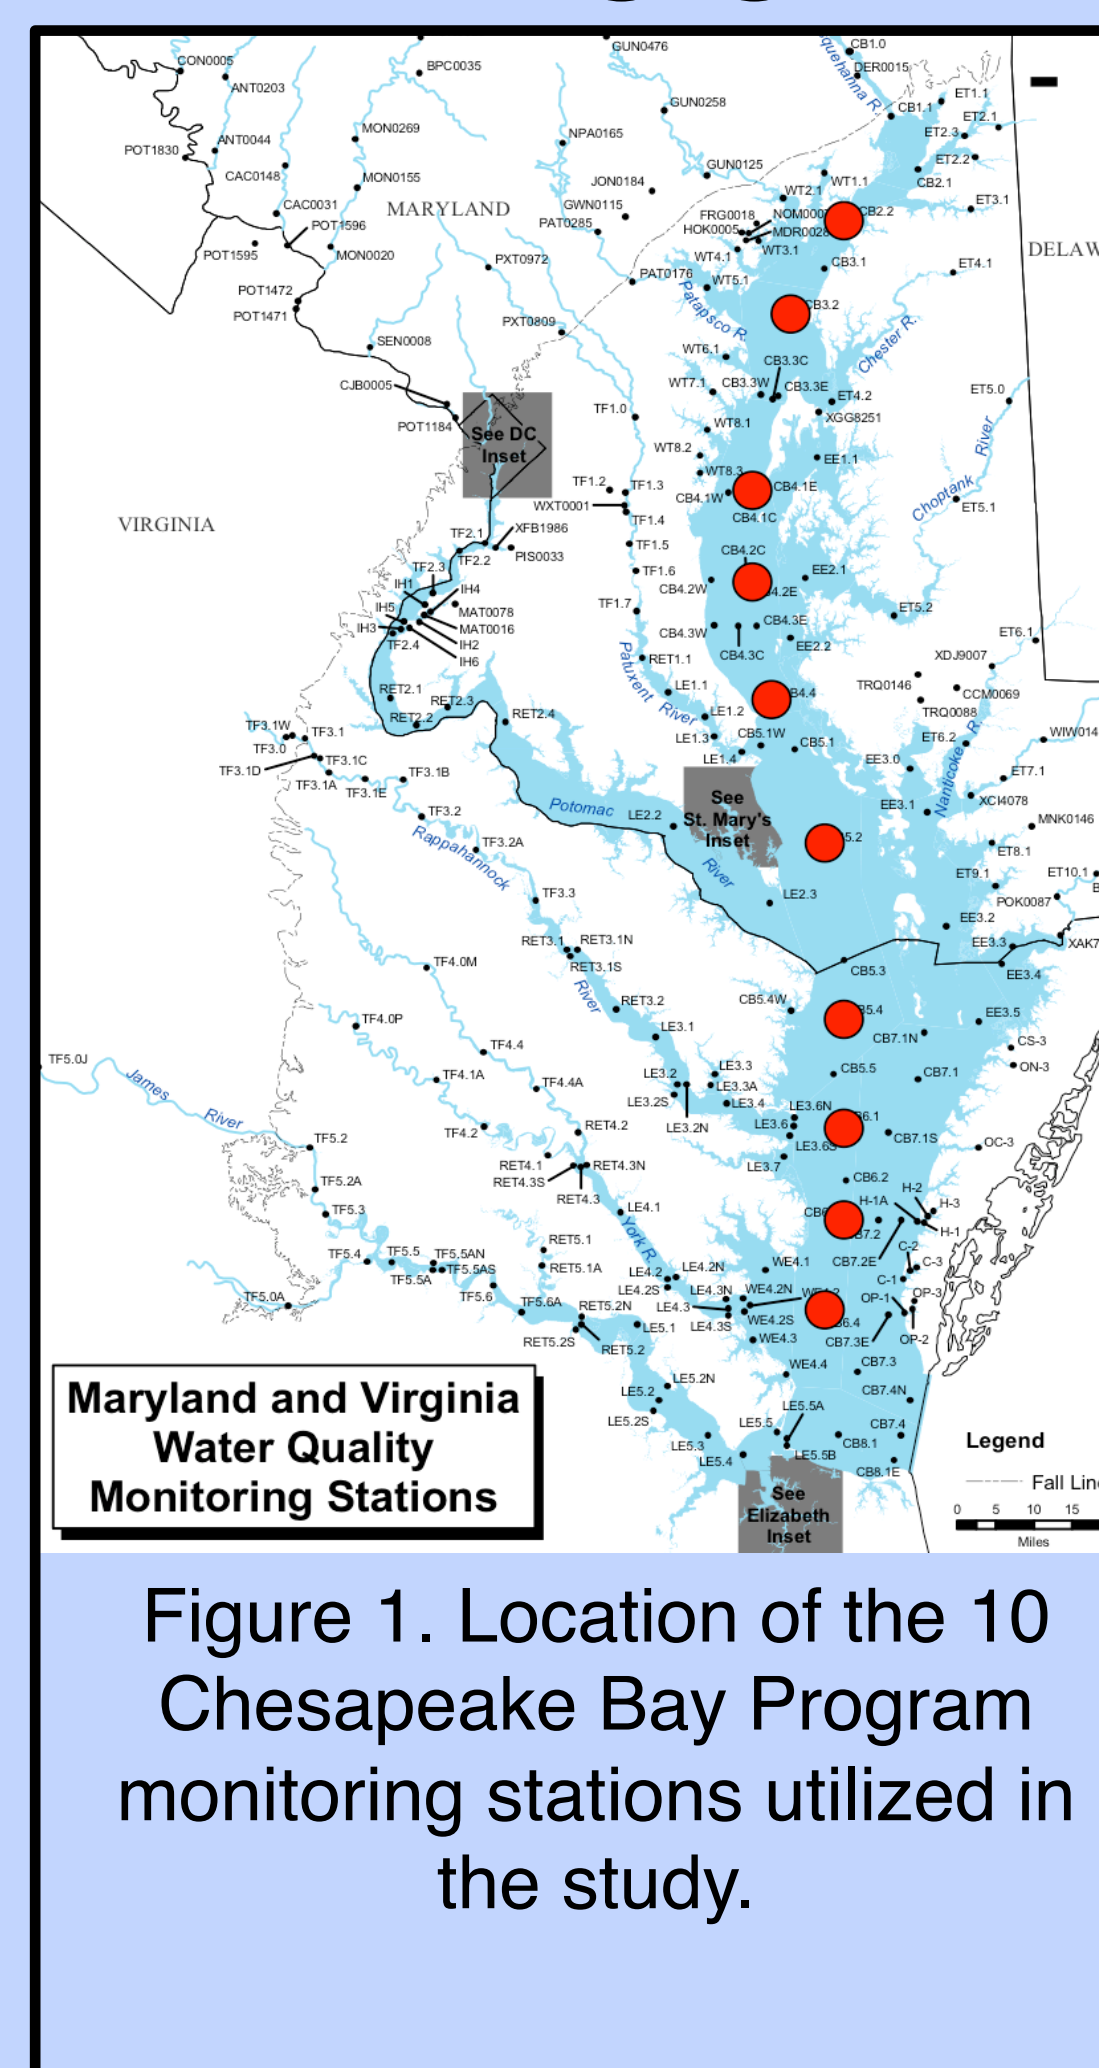 GUN0476
CB1.0
CON0005
BPC0035
DER0015
ANT0203
GUN0258
Susquehanna R.
CB1.1
ET1.1
ET2.1
MON0269
NPA0165
ET2.3
ANT0044
POT1830
ET2.2
CAC0148
MON0155
GUN0125
JON0184
WT2.1
WT1.1
CB2.1
CAC0031
MARYLAND
GWN0115
FRG0018
CB2.2
ET3.1
POT1596
PAT0285
HOK0005
MDR0028
POT1595
MON0020
WT4.1
WT3.1
DELAW
PXT0972
PAT0176
WT5.1
CB3.1
ET4.1
POT1472
POT1471
Patapsco R.
CB3.2
PXT0809
SEN0008
WT6.1
Chester R.
CB3.3C
CJB0005
WT7.1
CB3.3W
CB3.3E
ET4.2
ET5.0
POT1184
TF1.0
XGG8251
See DC
Inset
WT8.1
WT8.2
River
EE1.1
WT8.3
TF1.2
TF1.3
CB4.1W
CB4.1E
Choptank
WXT0001
TF1.4
CB4.1C
ET5.1
VIRGINIA
XFB1986
TF2.1
TF1.5
CB4.2C
TF2.2
PIS0033
TF2.3
TF1.6
EE2.1
IH1
IH4
CB4.2W
4.2E
IH5
MAT0078
TF1.7
ET5.2
IH3
MAT0016
CB4.3W
CB4.3E
TF2.4
IH2
EE2.2
ET6.1
IH6
RET1.1
CB4.3C
XDJ9007
Patuxent River
TRQ0146
RET2.1
LE1.1
B4.4
CCM0069
RET2.3
TRQ0088
RET2.2
RET2.4
LE1.2
TF3.1W
TF3.1
LE1.3
CB5.1W
CB5.1
ET6.2
WIW014
TF3.0
LE1.4
EE3.0
TF3.1D
TF3.1C
TF3.1B
ET7.1
TF3.1A
TF3.1E
See
St. Mary's
Inset
Nanticoke R.
XCI4078
Potomac
LE2.2
EE3.1
TF3.2
MNK0146
Rappahannock
5.2
TF3.2A
ET8.1
River
ET9.1
ET10.1
TF3.3
LE2.3
POK0087
EE3.2
RET3.1
RET3.1N
EE3.3
XAK7
RET3.1S
TF4.0M
CB5.3
EE3.4
River
CB5.4W
RET3.2
5.4
EE3.5
TF4.0P
LE3.1
CB7.1N
CS-3
TF4.4
TF5.0J
LE3.3
CB5.5
ON-3
LE3.2
CB7.1
James
TF4.1A
TF4.4A
LE3.3A
LE3.2S
LE3.4
River
LE3.6N
6.1
TF4.2
RET4.2
LE3.2N
LE3.6
CB7.1S
TF5.2
LE3.6S
OC-3
RET4.1
RET4.3N
LE3.7
RET4.3S
CB6.2
TF5.2A
RET4.3
H-2
H-1A
H-3
TF5.3
LE4.1
CB6
H-1
York R.
7.2
RET5.1
C-2
TF5.4
TF5.5
TF5.5AN
CB7.2E
C-3
WE4.1
TF5.5A
TF5.5AS
RET5.1A
LE4.2
LE4.2N
C-1
LE4.2S
LE4.3N
WE4.2N
OP-1
OP-3
TF5.0A
TF5.6
TF5.6A
RET5.2N
LE4.3
WE4.2S
6.4
LE5.1
LE4.3S
RET5.2S
WE4.3
CB7.3E
OP-2
RET5.2
WE4.4
CB7.3
LE5.2N
CB7.4N
LE5.2
LE5.5A
LE5.2S
LE5.5
CB7.4
LE5.3
CB8.1
LE5.4
LE5.5B
CB8.1E
See
Elizabeth
Inset
Maryland and Virginia
Water Quality
Monitoring Stations
Legend
Fall Line
0 5 10 15
Miles
Figure 1. Location of the 10
Chesapeake Bay Program
monitoring stations utilized in
the study.